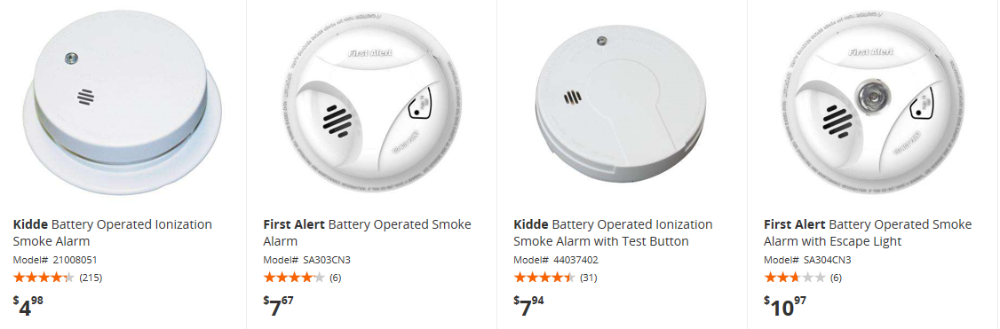 First Alert
First Alert
Kidde Battery Operated Ionization
Smoke Alarm
Model# 21008051
(215)
$4.98
First Alert Battery Operated Smoke
Alarm
Model# SA303CN3
(6)
$7.67
Kidde Battery Operated Ionization
Smoke Alarm with Test Button
Model# 44037402
(31)
$7.94
First Alert Battery Operated Smoke
Alarm with Escape Light
Model# SA304CN3
(6)
$10.97